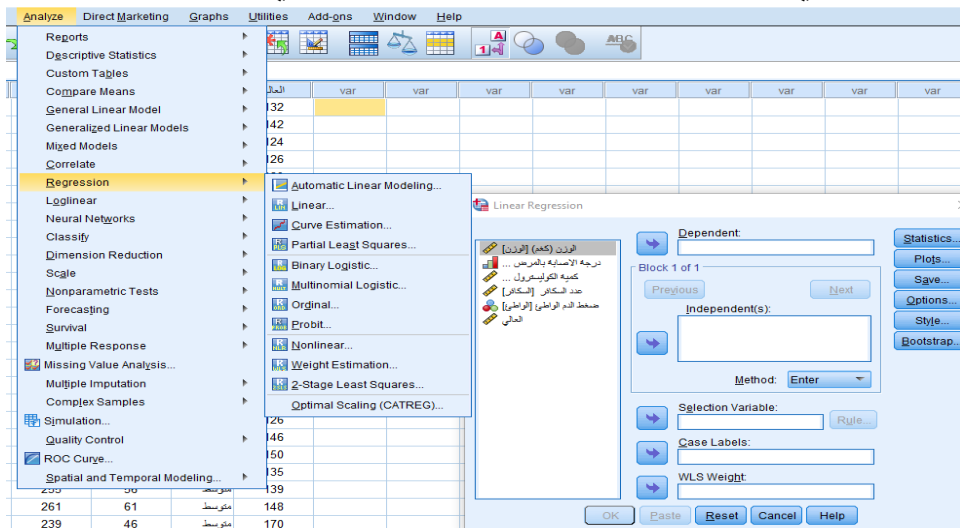 Analyze Direct Marketing Graphs Utilities Add-ons Window Help
Reports
Descriptive Statistics
Custom Tables
Compare Means
General Linear Model
Generalized Linear Models
Mixed Models
Correlate
Regression
Loglinear
Neural Networks
Classify
Dimension Reduction
Scale
Nonparametric Tests
Forecasting
Survival
Multiple Response
Missing Value Analysis...
Multiple Imputation
Complex Samples
Simulation...
Quality Control
ROC Curve...
Spatial and Temporal Modeling...
Automatic Linear Modeling...
Linear...
Curve Estimation...
Partial Least Squares...
Binary Logistic...
Multinomial Logistic...
Ordinal...
Probit...
Nonlinear...
Weight Estimation...
2-Stage Least Squares...
Optimal Scaling (CATREG)...
var var var var var var var var var
132
142
124
126
126
146
150
135
139
261 61 متوسط 148
239 46 متوسط 170
Linear Regression
الوزن (كغم) [الوزن]
درجة الاصابة بالمرض ...
كمية الكوليسترول ...
عدد السكائر [السكائر]
ضغط الدم الواطئ [الواطئ]
العالي
Dependent:
Block 1 of 1
Previous Next
Independent(s):
Method: Enter
Selection Variable:
Rule...
Case Labels:
WLS Weight:
OK Paste Reset Cancel Help
Statistics...
Plots...
Save...
Options...
Style...
Bootstrap...